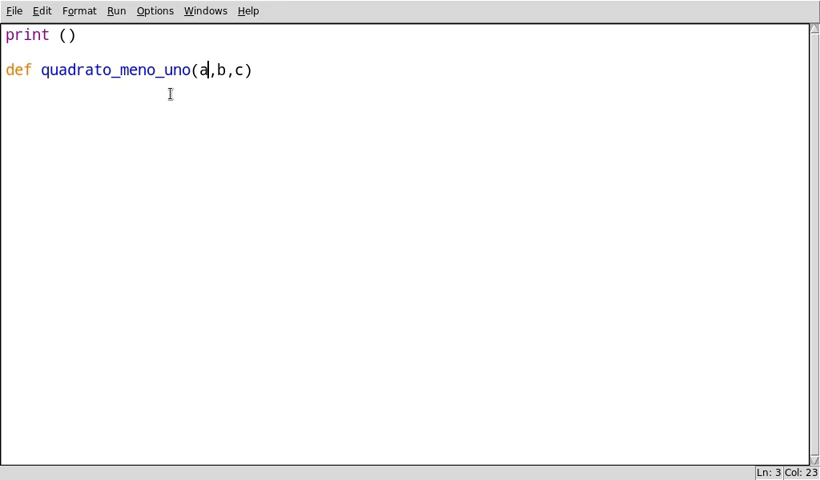 File Edit Format Run Options Windows Help
print ()
def quadrato_meno_uno(a,b,c)
Ln: 3 Col: 23